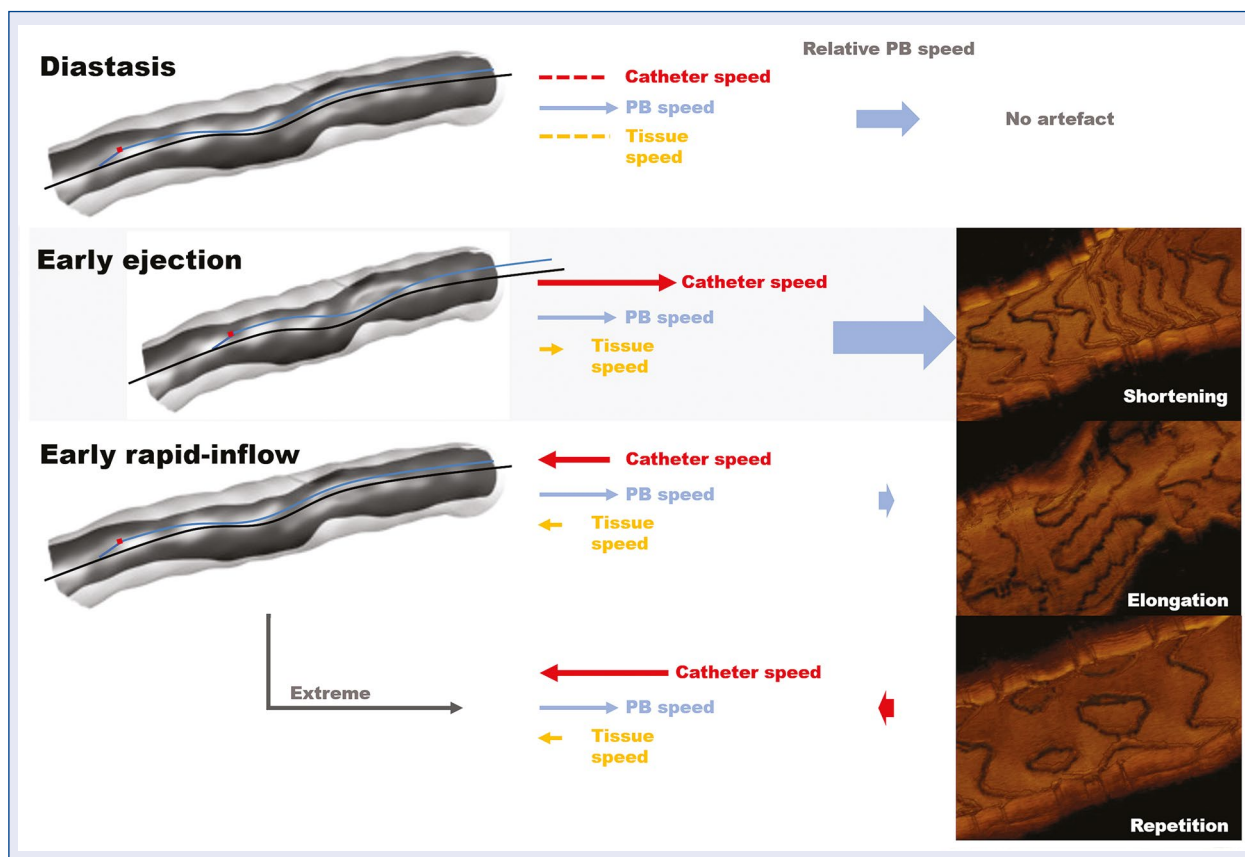 Relative PB speed
Diastasis
Catheter speed
PB speed
Tissue
speed
No artefact
Early ejection
Catheter speed
PB speed
Tissue
speed
Shortening
Early rapid-inflow
Catheter speed
PB speed
Tissue
speed
Elongation
Extreme
Catheter speed
PB speed
Tissue
speed
Repetition